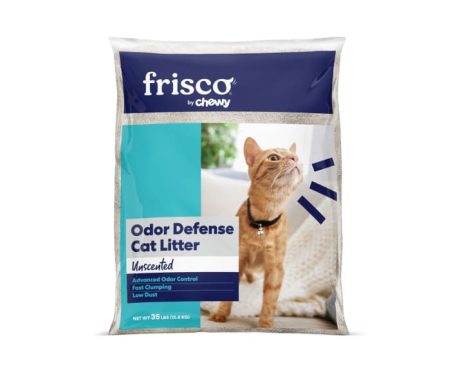 frisco
by chewy
Odor Defense
Cat Litter
Unscented
Advanced Odor Control
Fast Clumping
Low Dust
NET WT 35 LBS (15.8 KG)